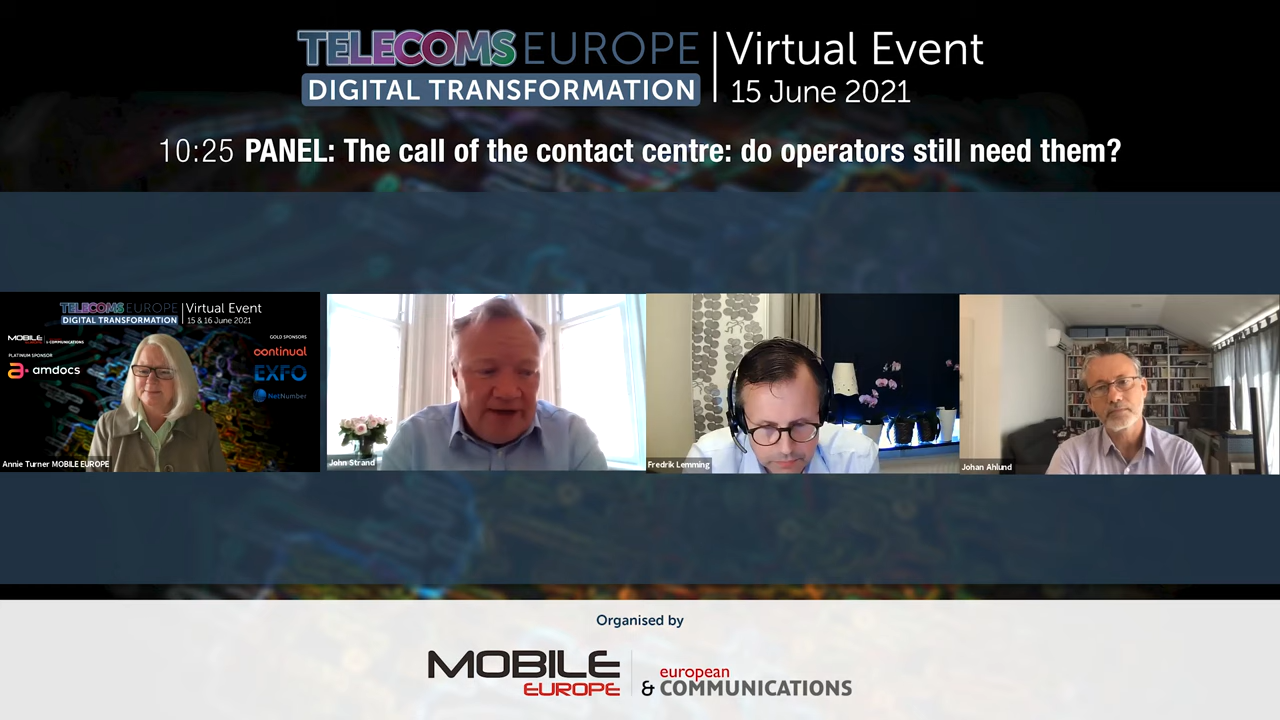 TELECOMS EUROPE
DIGITAL TRANSFORMATION
Virtual Event
15 June 2021
10:25 PANEL: The call of the contact centre: do operators still need them?
TELECOMS EUROPE
DIGITAL TRANSFORMATION
Virtual Event
15 & 16 June 2021
MOBILE
EUROPE & COMMUNICATIONS
PLATINUM SPONSOR
amdocs
GOLD SPONSORS
continual
EXFO
NetNumber
Annie Turner MOBILE EUROPE
John Strand
Fredrik Lemming
Johan Ahlund
Organised by
MOBILE
EUROPE
european
& COMMUNICATIONS